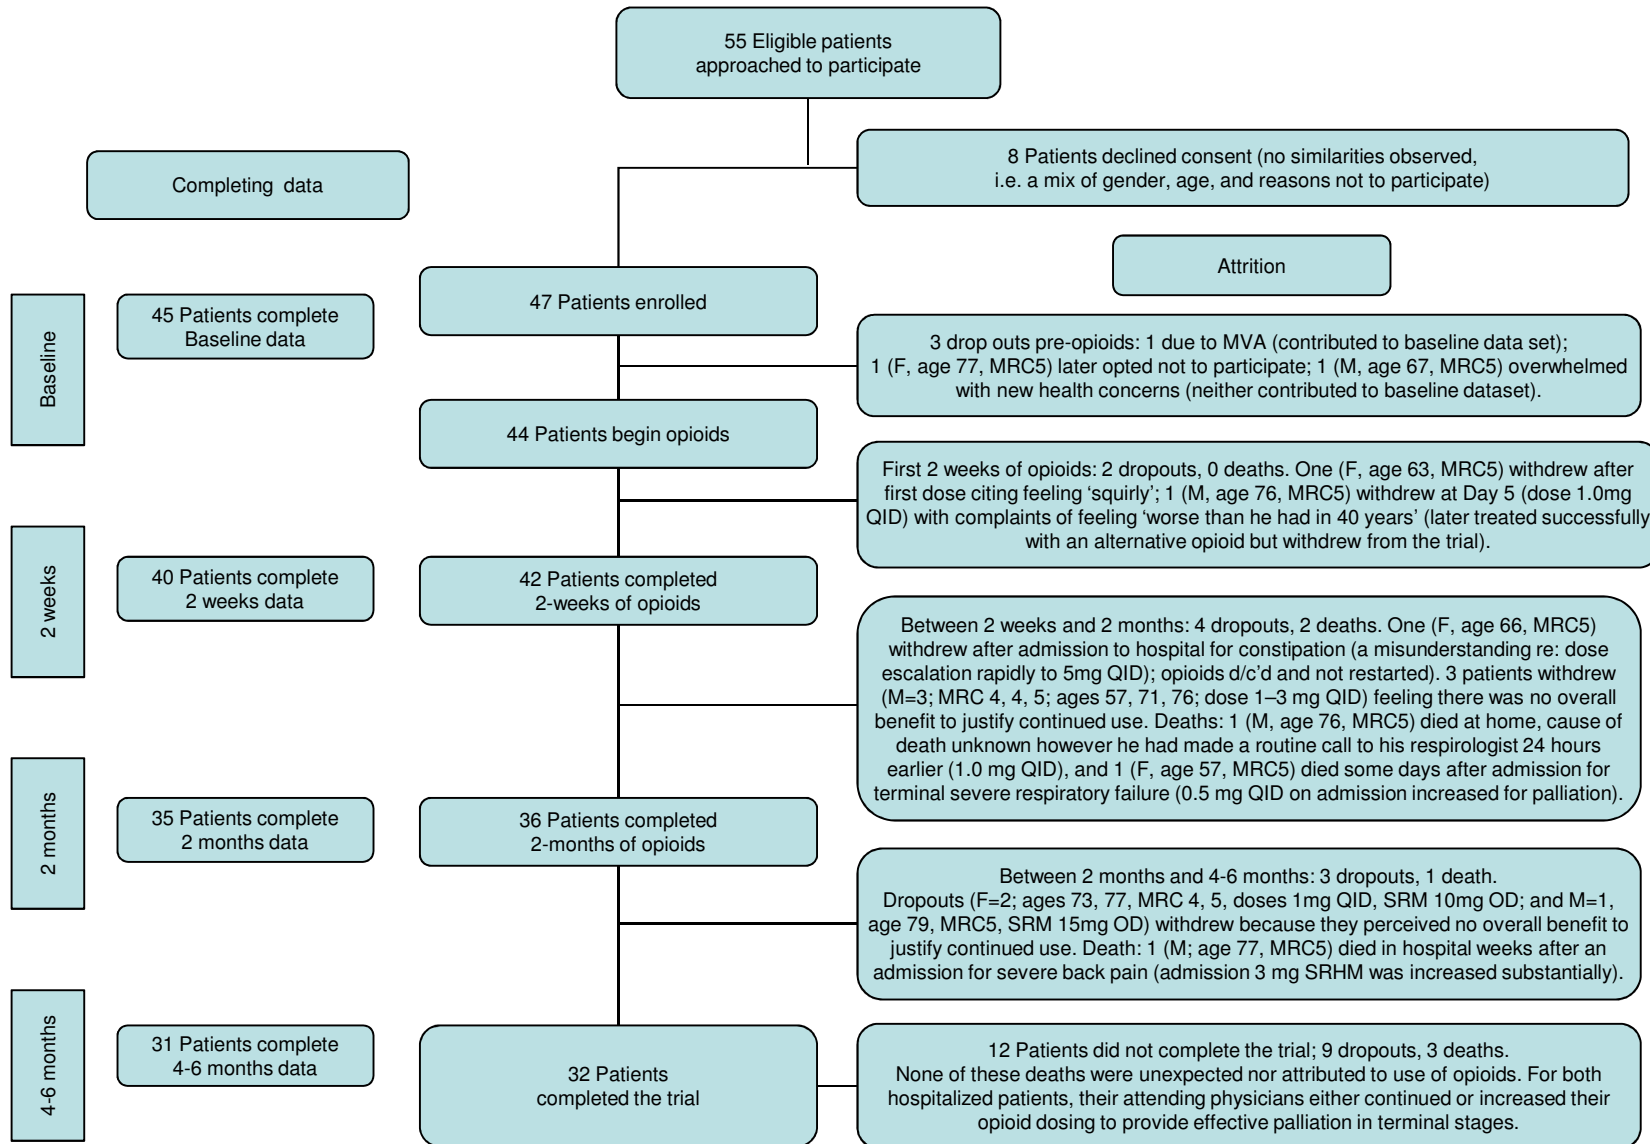 55 Eligible patients
approached to participate
8 Patients declined consent (no similarities observed,
i.e. a mix of gender, age, and reasons not to participate)
Completing data
Attrition
Baseline
45 Patients complete
Baseline data
47 Patients enrolled
3 drop outs pre-opioids: 1 due to MVA (contributed to baseline data set);
1 (F, age 77, MRC5) later opted not to participate; 1 (M, age 67, MRC5) overwhelmed
with new health concerns (neither contributed to baseline dataset).
44 Patients begin opioids
First 2 weeks of opioids: 2 dropouts, 0 deaths. One (F, age 63, MRC5) withdrew after
first dose citing feeling ‘squirly’; 1 (M, age 76, MRC5) withdrew at Day 5 (dose 1.0mg
QID) with complaints of feeling ‘worse than he had in 40 years’ (later treated successfully
with an alternative opioid but withdrew from the trial).
2 weeks
40 Patients complete
2 weeks data
42 Patients completed
2-weeks of opioids
Between 2 weeks and 2 months: 4 dropouts, 2 deaths. One (F, age 66, MRC5)
withdrew after admission to hospital for constipation (a misunderstanding re: dose
escalation rapidly to 5mg QID); opioids d/c’d and not restarted). 3 patients withdrew
(M=3; MRC 4, 4, 5; ages 57, 71, 76; dose 1–3 mg QID) feeling there was no overall
benefit to justify continued use. Deaths: 1 (M, age 76, MRC5) died at home, cause of
death unknown however he had made a routine call to his respirologist 24 hours
earlier (1.0 mg QID), and 1 (F, age 57, MRC5) died some days after admission for
terminal severe respiratory failure (0.5 mg QID on admission increased for palliation).
2 months
35 Patients complete
2 months data
36 Patients completed
2-months of opioids
Between 2 months and 4-6 months: 3 dropouts, 1 death.
Dropouts (F=2; ages 73, 77, MRC 4, 5, doses 1mg QID, SRM 10mg OD; and M=1,
age 79, MRC5, SRM 15mg OD) withdrew because they perceived no overall benefit to
justify continued use. Death: 1 (M; age 77, MRC5) died in hospital weeks after an
admission for severe back pain (admission 3 mg SRHM was increased substantially).
4-6 months
31 Patients complete
4-6 months data
32 Patients
completed the trial
12 Patients did not complete the trial; 9 dropouts, 3 deaths.
None of these deaths were unexpected nor attributed to use of opioids. For both
hospitalized patients, their attending physicians either continued or increased their
opioid dosing to provide effective palliation in terminal stages.